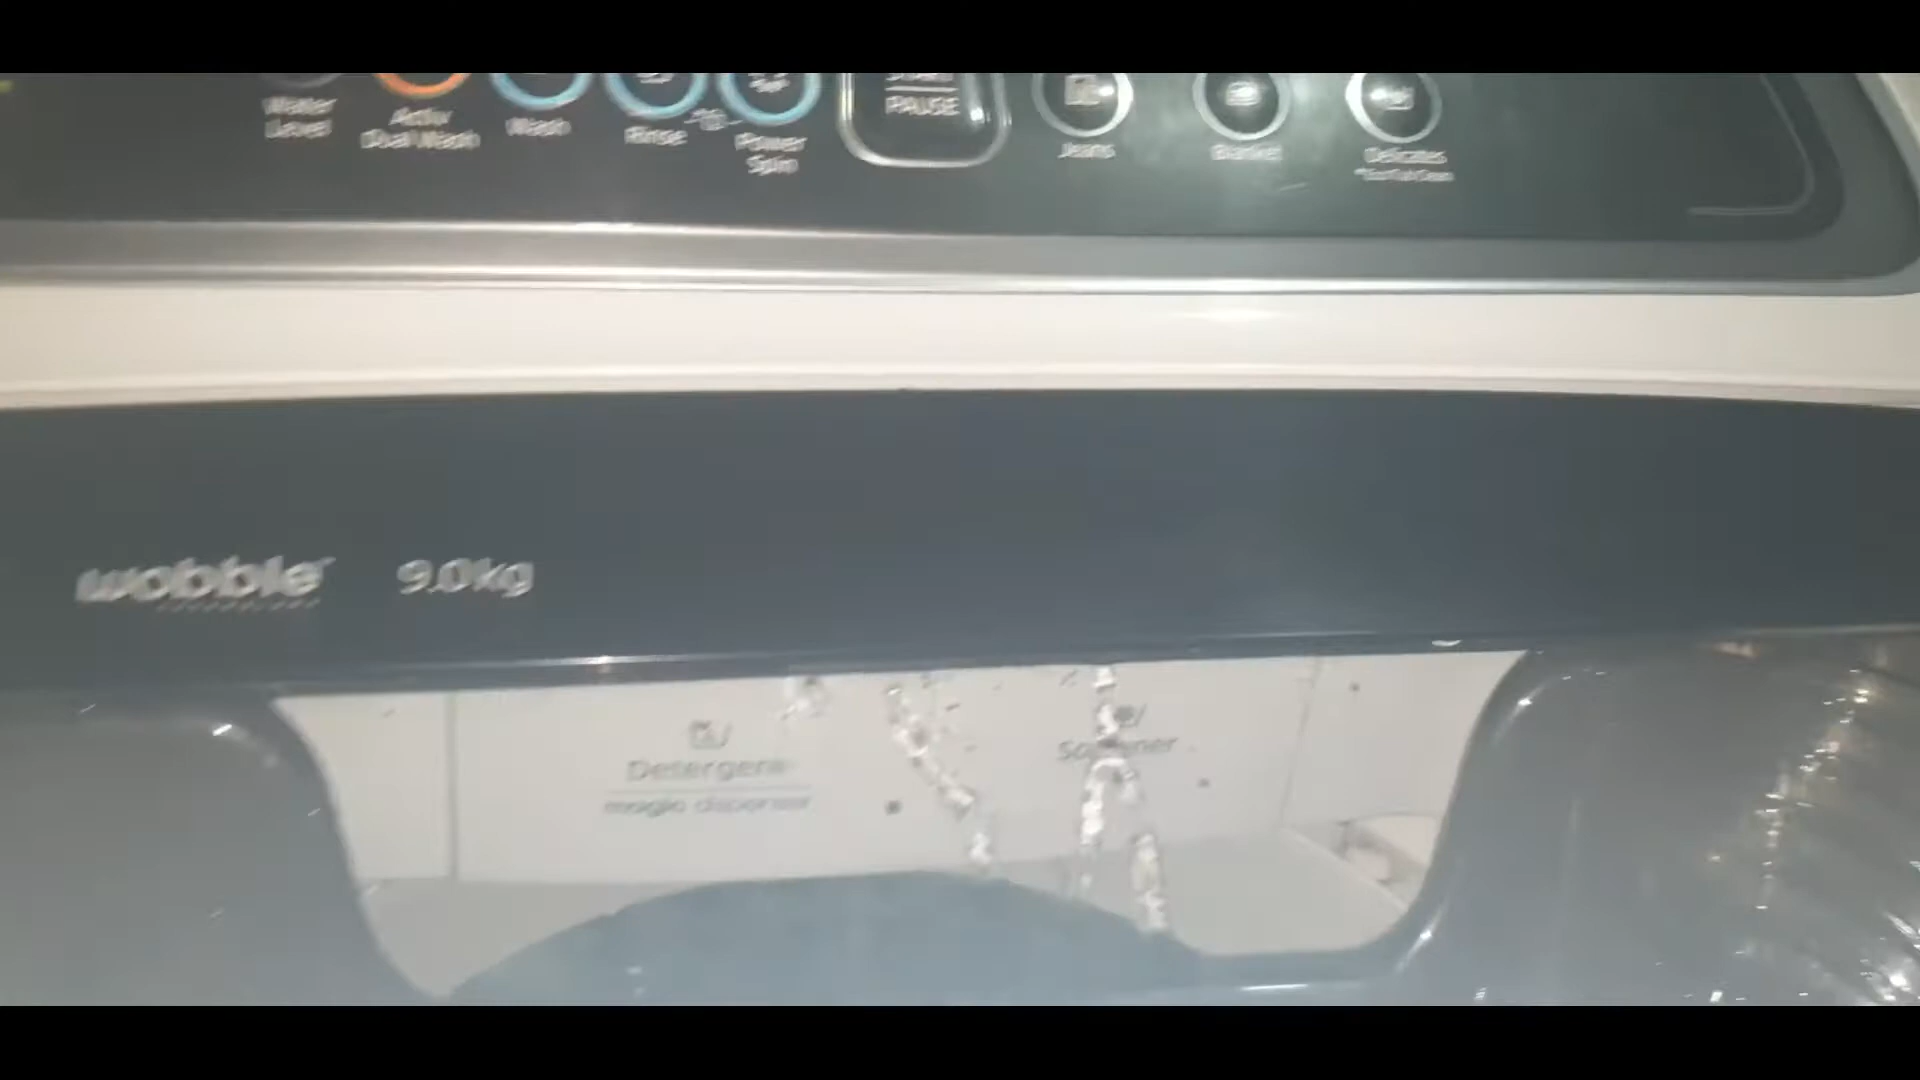 Water
Level
Activ
Dual Wash
Wash
Rinse
Power
Spin
START
PAUSE
Jeans
Blanket
Delicates
wobble
9.0kg
Detergent
magic dispenser
Softener